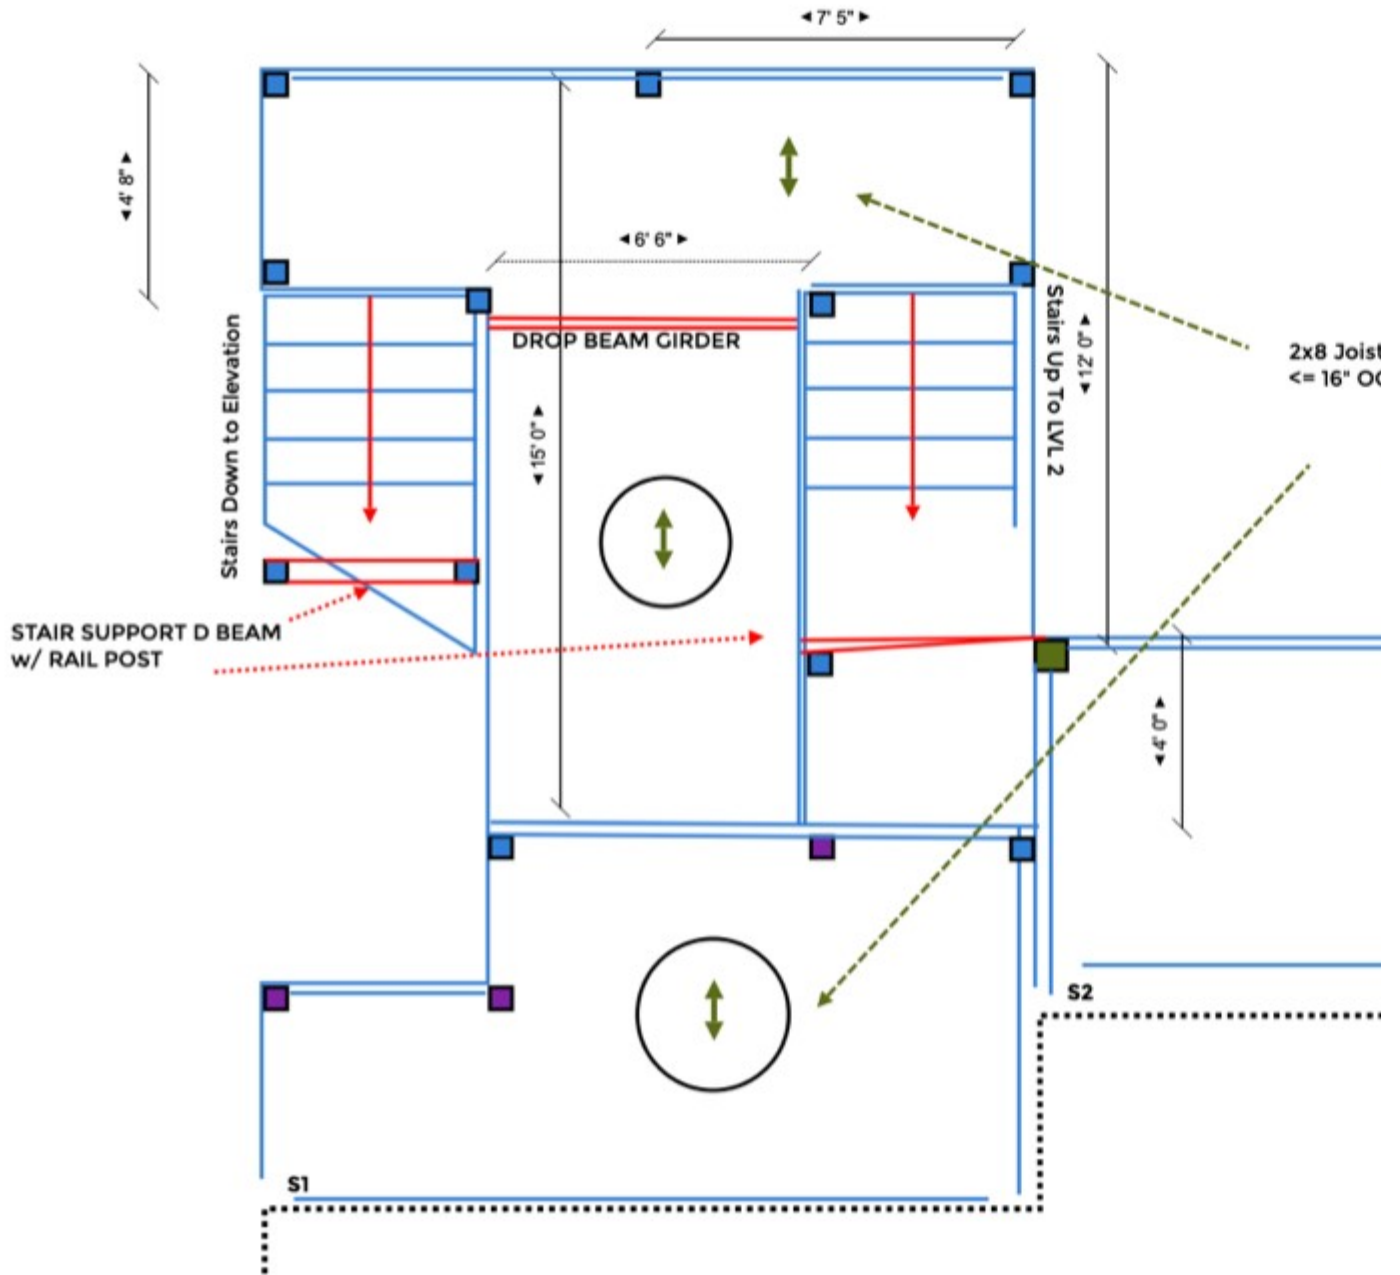 7' 5"
4' 8"
6' 6"
DROP BEAM GIRDER
Stairs Down to Elevation
15' 0"
Stairs Up To LVL 2
12' 0"
2x8 Joist
<= 16" OC
STAIR SUPPORT D BEAM
w/ RAIL POST
4' 0"
S2
S1